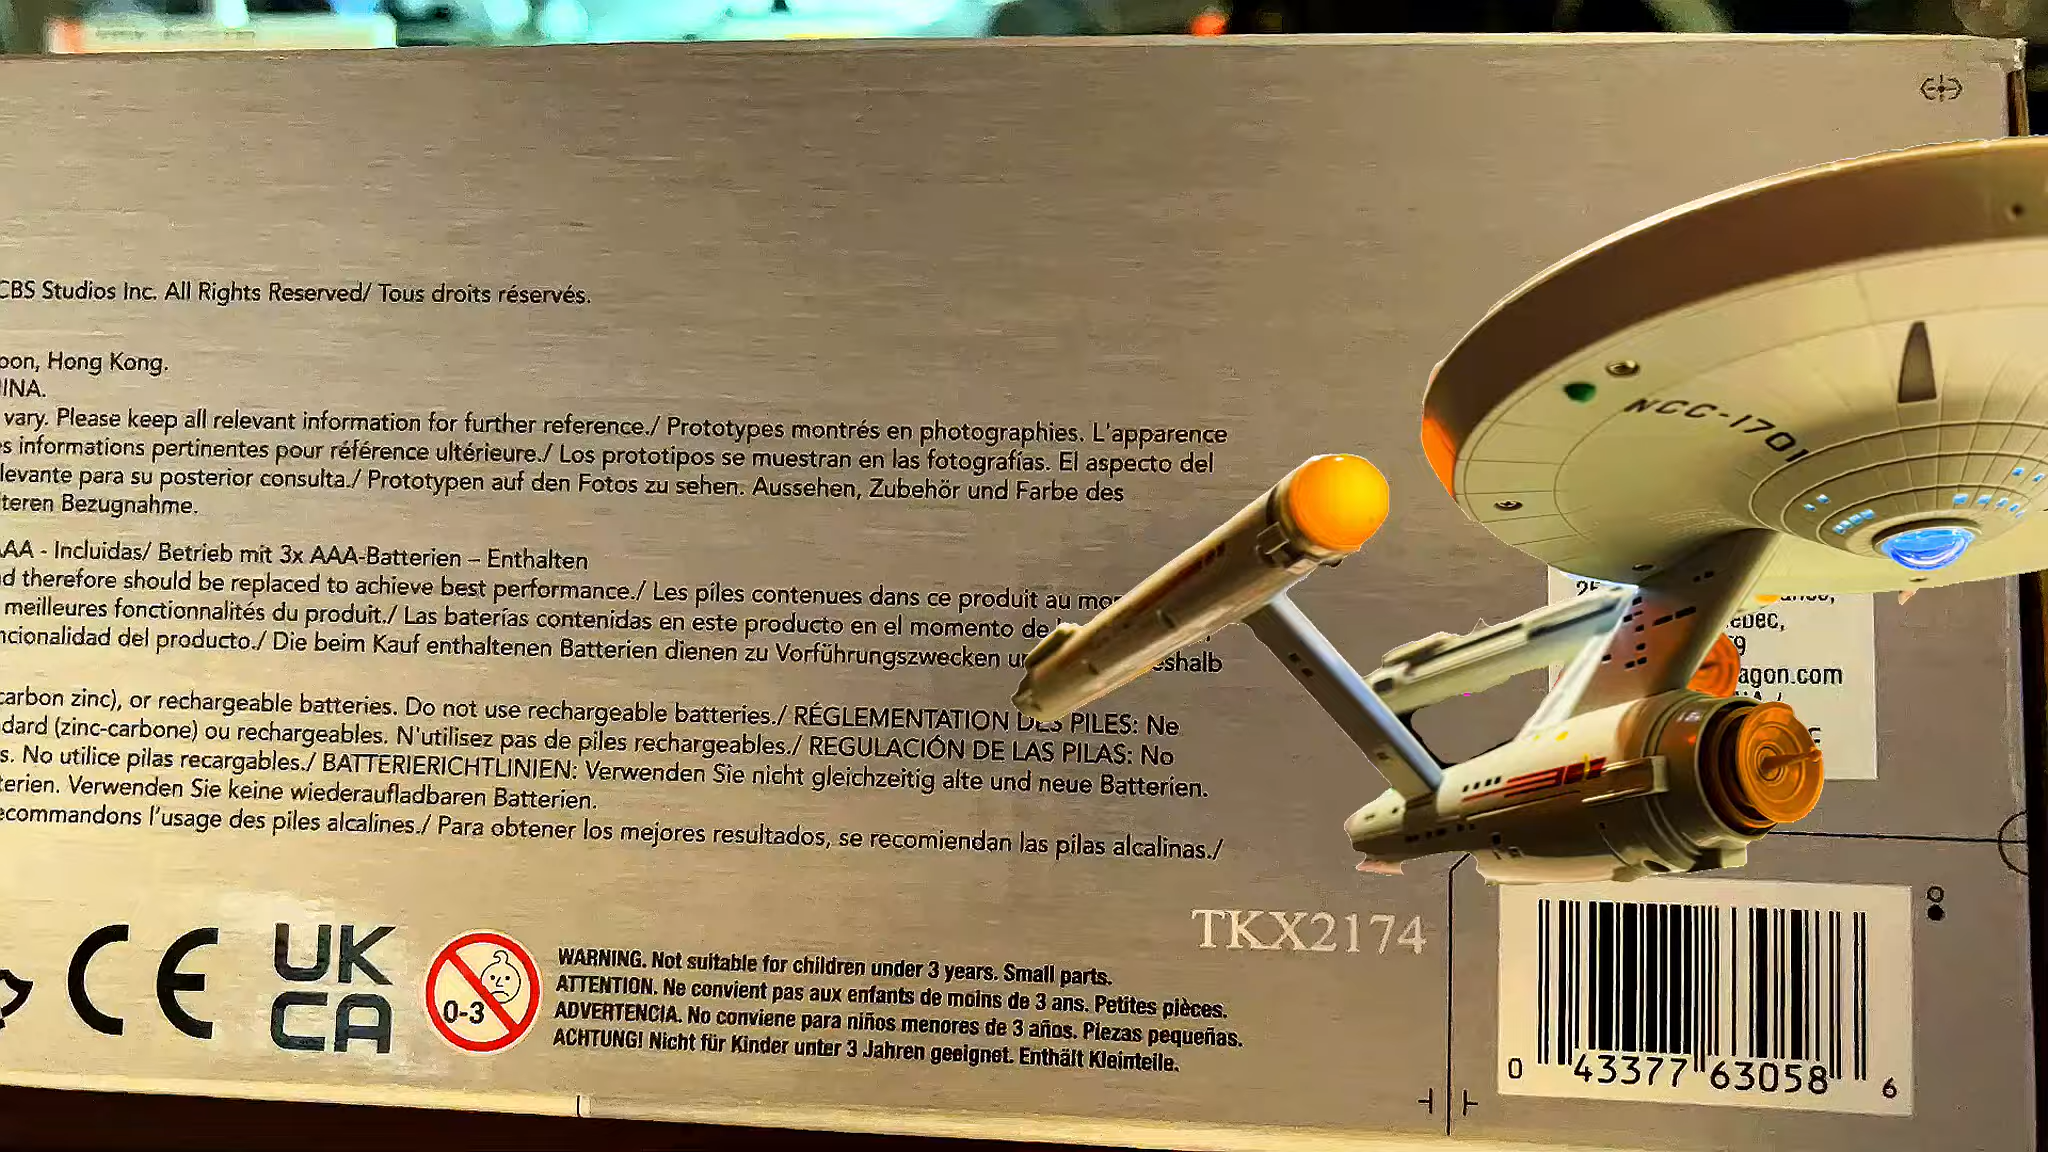 CBS Studios Inc. All Rights Reserved/ Tous droits réservés.
oon, Hong Kong.
INA.
vary. Please keep all relevant information for further reference./ Prototypes montrés en photographies. L'apparence
s informations pertinentes pour référence ultérieure./ Los prototipos se muestran en las fotografías. El aspecto del
levante para su posterior consulta./ Prototypen auf den Fotos zu sehen. Aussehen, Zubehör und Farbe des
teren Bezugnahme.
AA - Incluidas/ Betrieb mit 3x AAA-Batterien – Enthalten
d therefore should be replaced to achieve best performance./ Les piles contenues dans ce produit au mo
meilleures fonctionnalités du produit./ Las baterías contenidas en este producto en el momento de
ncionalidad del producto./ Die beim Kauf enthaltenen Batterien dienen zu Vorführungszwecken un eshalb
carbon zinc), or rechargeable batteries. Do not use rechargeable batteries./ RÉGLEMENTATION DES PILES: Ne
dard (zinc-carbone) ou rechargeables. N'utilisez pas de piles rechargeables./ REGULACIÓN DE LAS PILAS: No
s. No utilice pilas recargables./ BATTERIERICHTLINIEN: Verwenden Sie nicht gleichzeitig alte und neue Batterien.
terien. Verwenden Sie keine wiederaufladbaren Batterien.
ecommandons l'usage des piles alcalines./ Para obtener los mejores resultados, se recomiendan las pilas alcalinas./
CE
UK
CA
0-3
WARNING. Not suitable for children under 3 years. Small parts.
ATTENTION. Ne convient pas aux enfants de moins de 3 ans. Petites pièces.
ADVERTENCIA. No conviene para niños menores de 3 años. Piezas pequeñas.
ACHTUNG! Nicht für Kinder unter 3 Jahren geeignet. Enthält Kleinteile.
TKX2174
NCC-1701
agon.com
0 43377 63058 6